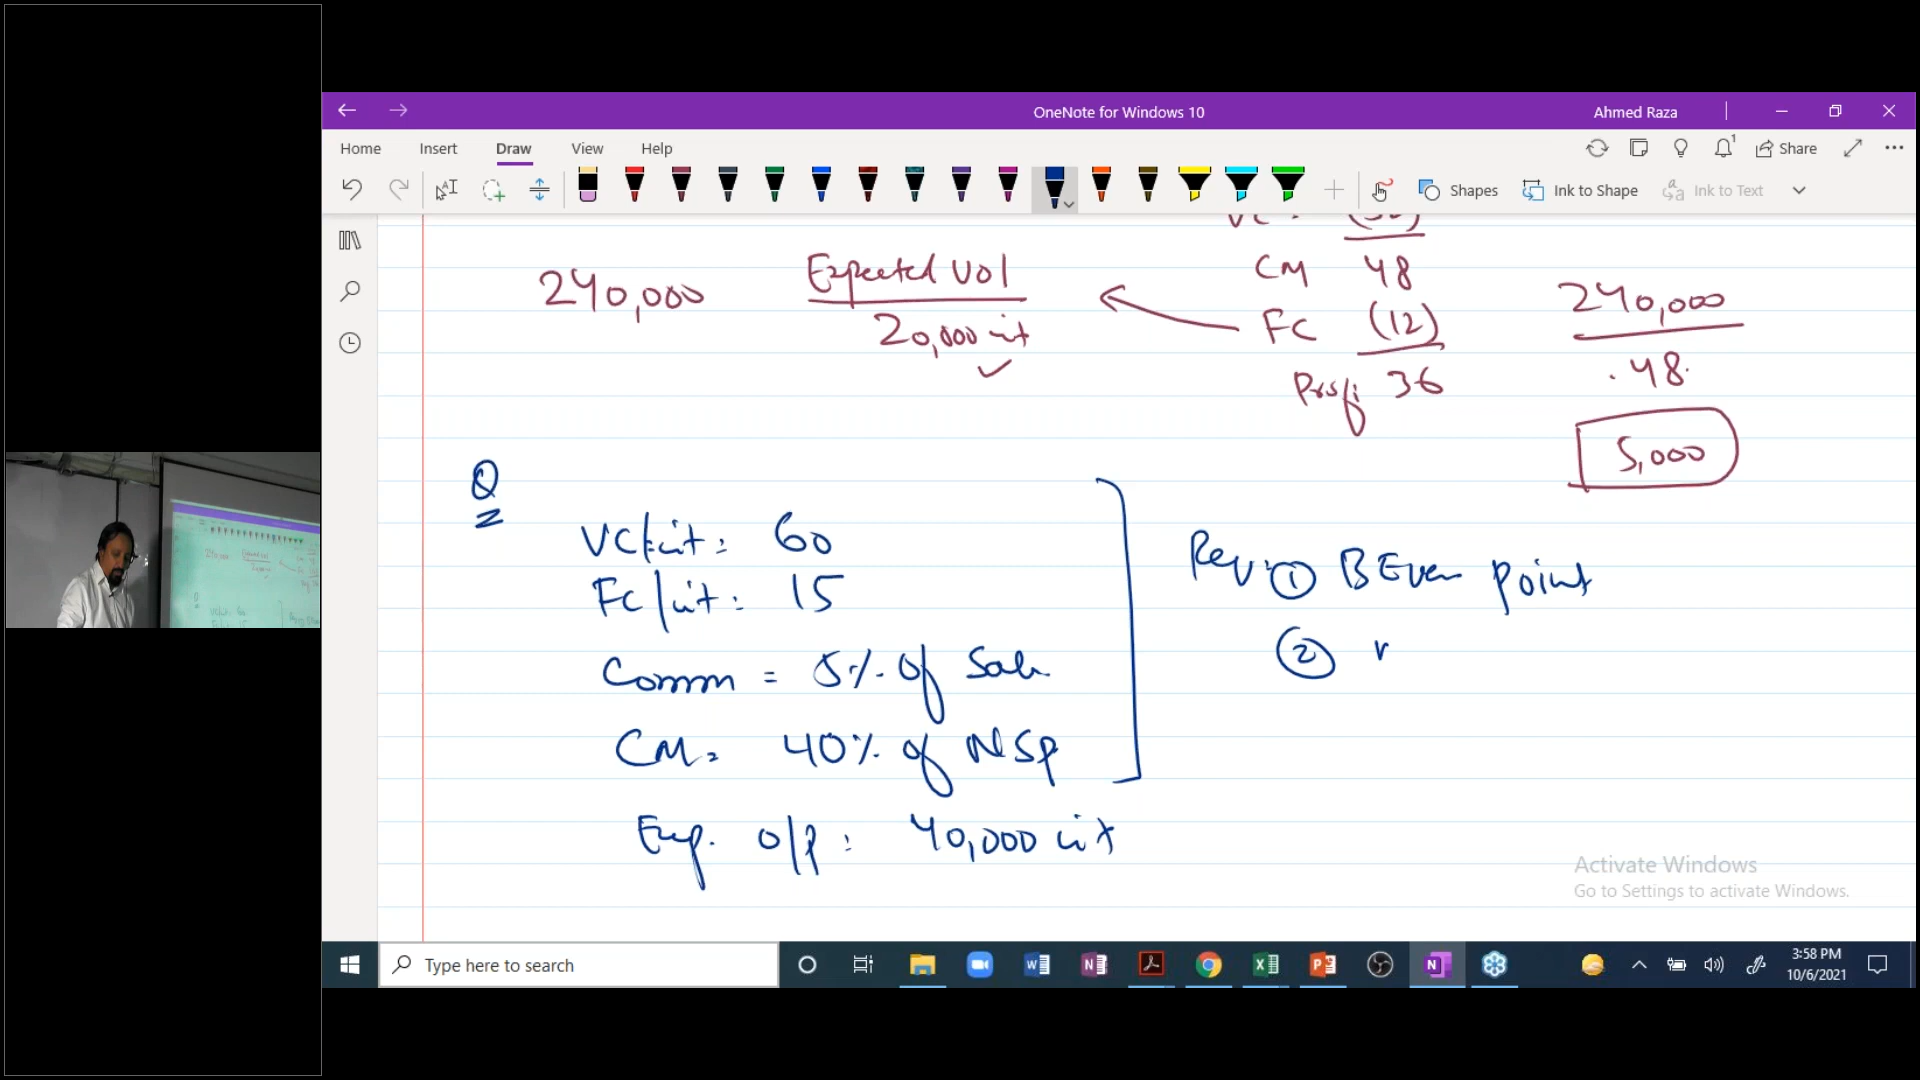 OneNote for Windows 10
Ahmed Raza
Home Insert Draw View Help
Share
Shapes
Ink to Shape
Ink to Text
CM 48
240,000
Expected Vol
20,000 unit
FC (12)
Profi 36
240,000
48
5,000
Q
VC/unit: 60
FC/unit: 15
Comm = 5% of Sale
CM = 40% of NSP
Exp. o/p: 40,000 unit
Req: ① B Even point
②
Activate Windows
Go to Settings to activate Windows.
Type here to search
3:58 PM
10/6/2021